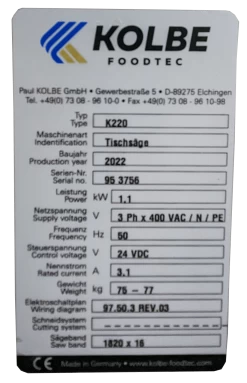 KOLBE
FOODTEC
Paul KOLBE GmbH • Gewerbestraße 5 • D-89275 Elchingen
Tel. +49(0) 73 08 - 96 10-0 • Fax +49(0) 73 08 - 96 10-98
Typ
Type K220
Maschinenart
Indentification Tischsäge
Baujahr
Production year 2022
Serien-Nr.
Serial no. 95 3756
Leistung
Power kW 1.1
Netzspannung
Supply voltage V 3 Ph x 400 VAC / N / PE
Frequenz
Frequency Hz 50
Steuerspannung
Control voltage V 24 VDC
Nennstrom
Rated current A 3.1
Gewicht
Weight kg 75 - 77
Elektroschaltplan
Wiring diagram 97.50.3 REV.03
Schneidsystem
Cutting system
Sägeband
Saw band 1820 x 16
CE Made in Germany • www.kolbe-foodtec.com